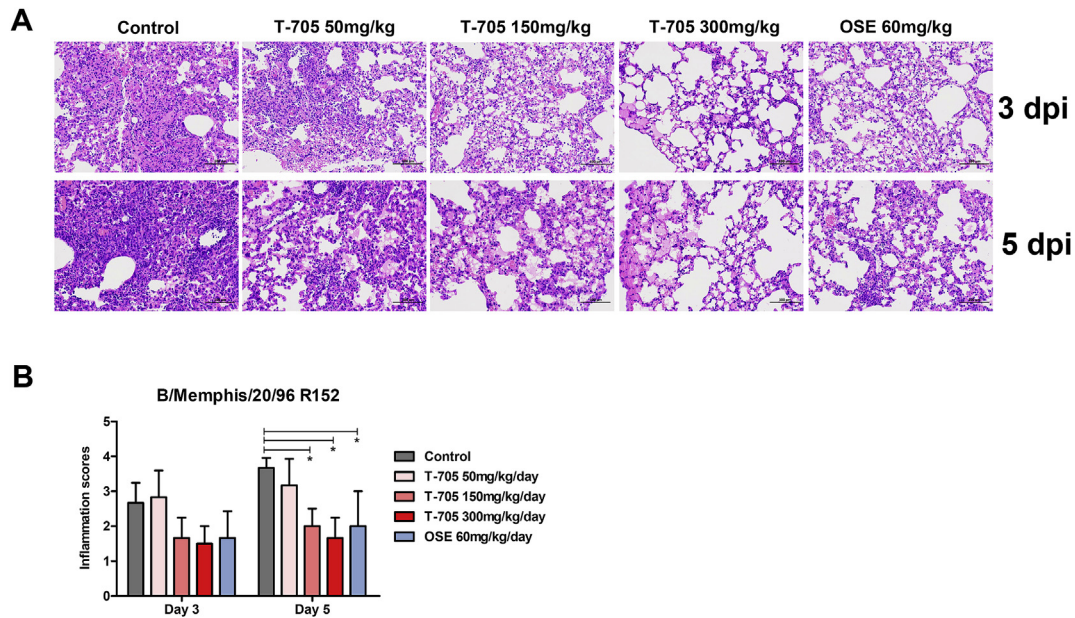 A
Control T-705 50mg/kg T-705 150mg/kg T-705 300mg/kg OSE 60mg/kg
3 dpi
5 dpi
B
B/Memphis/20/96 R152
Inflammation scores
5
4
3
2
1
0
* * *
Day 3 Day 5
Control
T-705 50mg/kg/day
T-705 150mg/kg/day
T-705 300mg/kg/day
OSE 60mg/kg/day